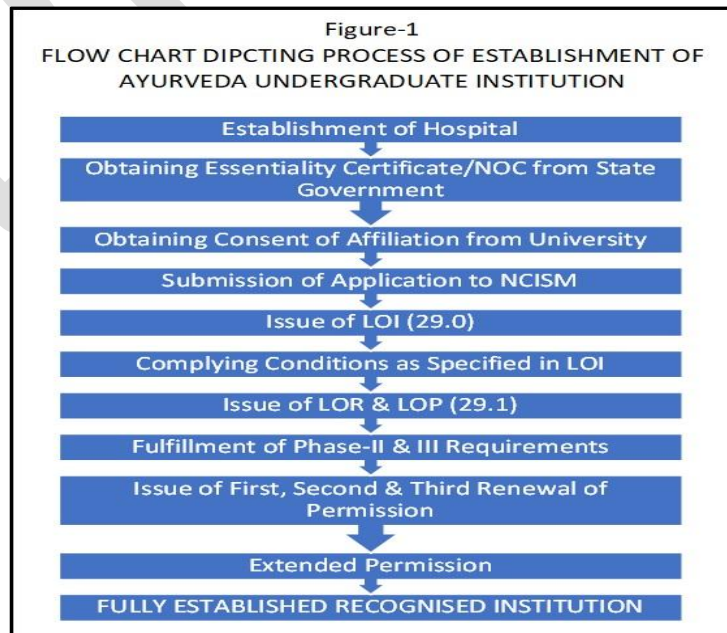 Figure-1
FLOW CHART DIPCTING PROCESS OF ESTABLISHMENT OF
AYURVEDA UNDERGRADUATE INSTITUTION
Establishment of Hospital
Obtaining Essentiality Certificate/NOC from State
Government
Obtaining Consent of Affiliation from University
Submission of Application to NCISM
Issue of LOI (29.0)
Complying Conditions as Specified in LOI
Issue of LOR & LOP (29.1)
Fulfillment of Phase-II & III Requirements
Issue of First, Second & Third Renewal of
Permission
Extended Permission
FULLY ESTABLISHED RECOGNISED INSTITUTION